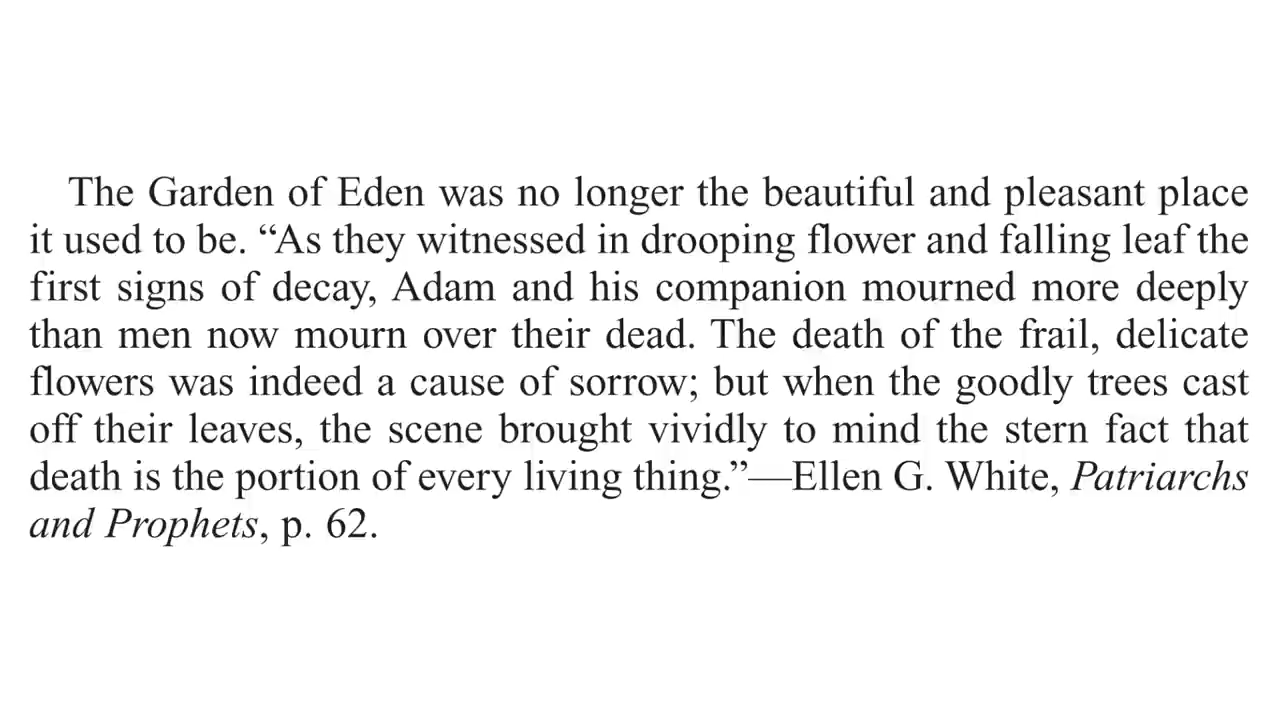 The Garden of Eden was no longer the beautiful and pleasant place
it used to be. “As they witnessed in drooping flower and falling leaf the
first signs of decay, Adam and his companion mourned more deeply
than men now mourn over their dead. The death of the frail, delicate
flowers was indeed a cause of sorrow; but when the goodly trees cast
off their leaves, the scene brought vividly to mind the stern fact that
death is the portion of every living thing.”—Ellen G. White, Patriarchs
and Prophets, p. 62.